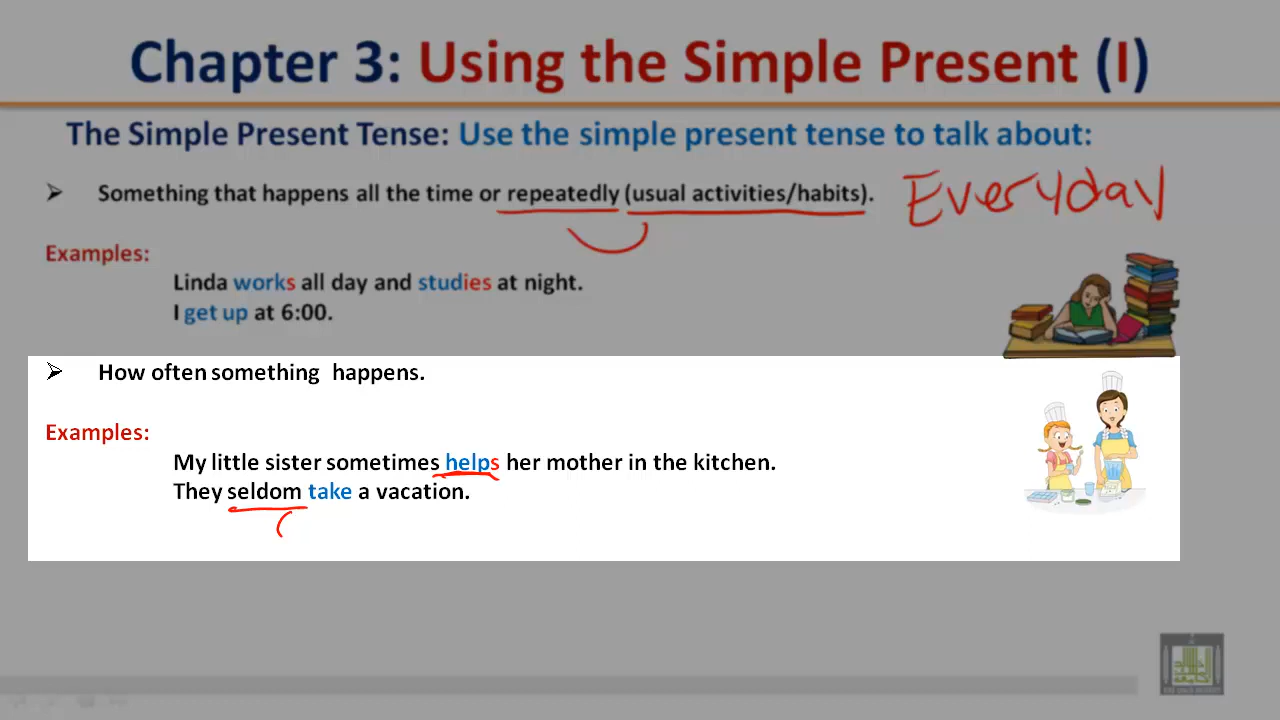 Chapter 3: Using the Simple Present (I)
The Simple Present Tense: Use the simple present tense to talk about:
➢ Something that happens all the time or repeatedly (usual activities/habits). Everyday
Examples:
Linda works all day and studies at night.
I get up at 6:00.
➢ How often something happens.
Examples:
My little sister sometimes helps her mother in the kitchen.
They seldom take a vacation.